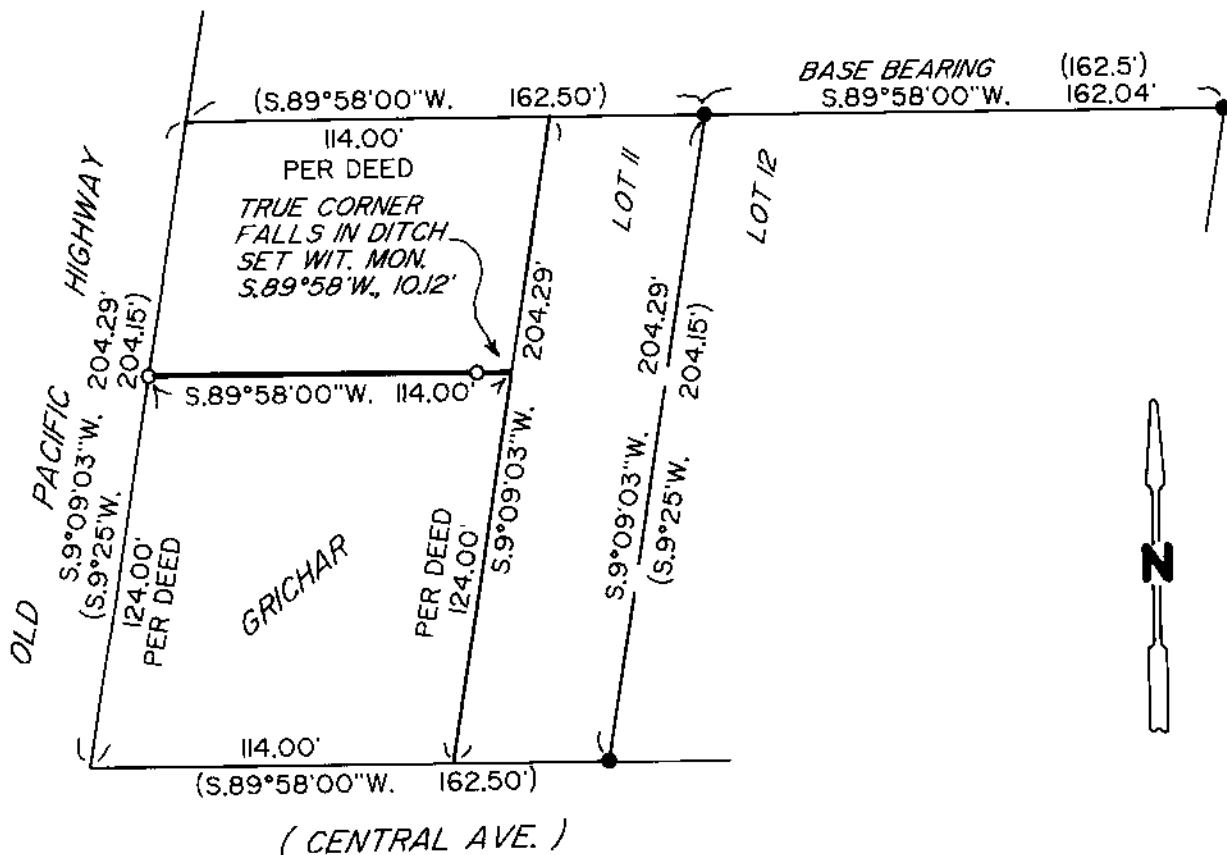 BASE BEARING (162.5')
S.89°58'00"W. 162.04'
(S.89°58'00"W. 162.50')
114.00'
PER DEED
TRUE CORNER
FALLS IN DITCH
SET WIT. MON.
S.89°58'W., 10.12'
LOT 11
LOT 12
OLD PACIFIC HIGHWAY
204.29'
204.15')
S.9°09'03"W.
(S.9°25'W.
124.00'
PER DEED
S.89°58'00"W. 114.00'
204.29'
S.9°09'03"W.
PER DEED
124.00'
204.29'
204.15')
S.9°09'03"W.
(S.9°25'W.
GRICHAR
N
114.00'
(S.89°58'00"W. 162.50')
( CENTRAL AVE. )